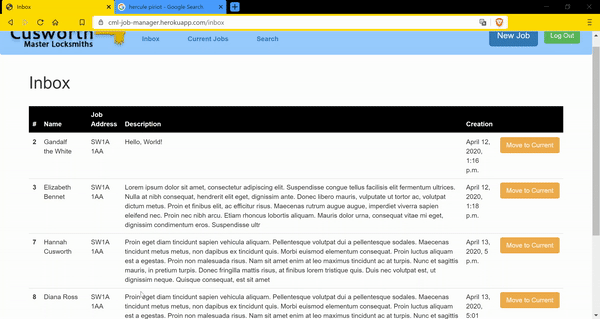 Inbox
hercule piriot - Google Search
cml-job-manager.herokuapp.com/inbox
Cusworth
Master Locksmiths
Inbox Current Jobs Search
New Job
Log Out
Inbox
# Name Job Address Description Creation
2 Gandalf the White SW1A 1AA Hello, World! April 12, 2020, 1:16 p.m. Move to Current
3 Elizabeth Bennet SW1A 1AA
Lorem ipsum dolor sit amet, consectetur adipiscing elit. Suspendisse congue tellus facilisis elit fermentum ultrices.
Nulla at nibh consequat, hendrerit elit eget, dignissim ante. Donec libero mauris, vulputate ut tortor ac, volutpat
dictum metus. Proin et finibus elit, ac efficitur risus. Maecenas rutrum augue augue, imperdiet viverra sapien
eleifend nec. Proin nec nibh arcu. Etiam rhoncus lobortis aliquam. Mauris dolor urna, consequat vitae mi eget,
dignissim condimentum eros. Suspendisse ultr
April 12, 2020, 1:18 p.m. Move to Current
7 Hannah Cusworth SW1A 1AA
Proin eget diam tincidunt sapien vehicula aliquam. Pellentesque volutpat dui a pellentesque sodales. Maecenas
tincidunt metus metus, non dapibus ex tincidunt quis. Morbi euismod elementum consequat. Proin luctus aliquam
est a egestas. Proin non malesuada risus. Nam sit amet enim at leo maximus tincidunt ac at turpis. Nunc et sagittis
mauris, in pretium turpis. Donec fringilla mattis risus, at finibus lorem tristique quis. Duis nec volutpat est, ut
dignissim neque. Quisque consequat, est sit amet
April 13, 2020, 5 p.m. Move to Current
8 Diana Ross SW1A 1AA
Proin eget diam tincidunt sapien vehicula aliquam. Pellentesque volutpat dui a pellentesque sodales. Maecenas
tincidunt metus metus, non dapibus ex tincidunt quis. Morbi euismod elementum consequat. Proin luctus aliquam
est a egestas. Proin non malesuada risus. Nam sit amet enim at leo maximus tincidunt ac at turpis. Nunc et sagittis
April 13, 2020, 5:01 Move to Current